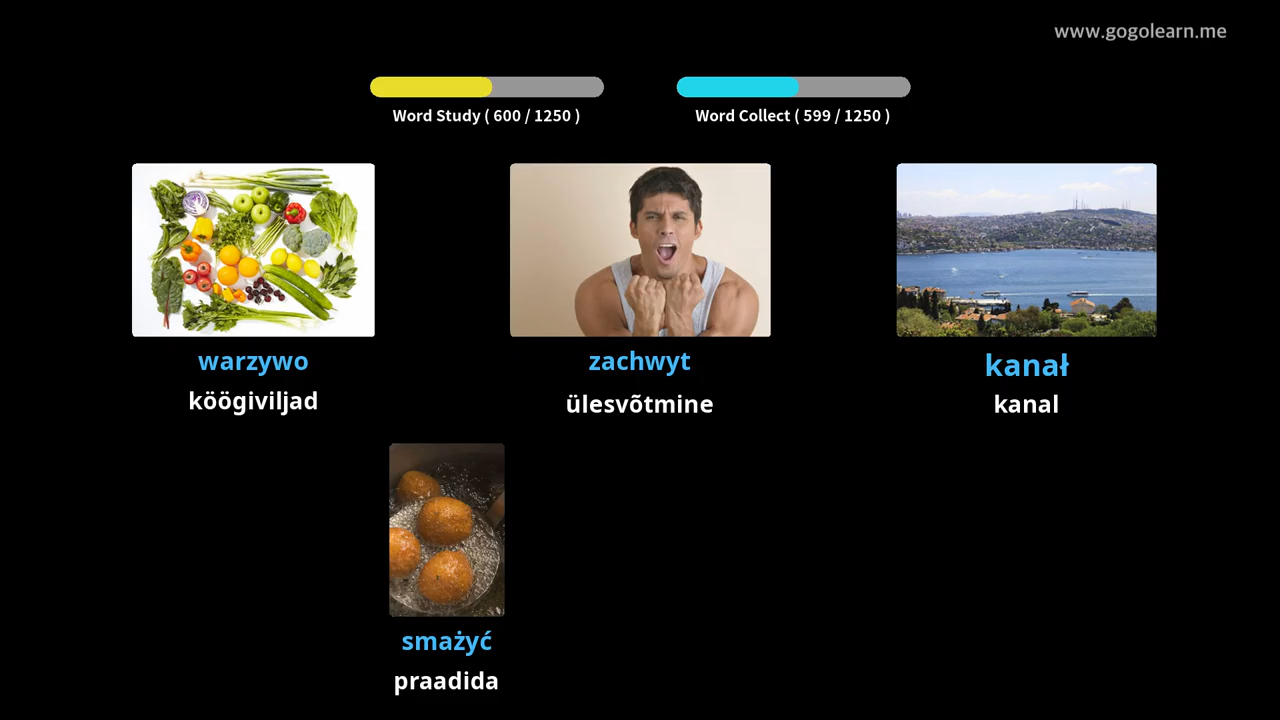 www.gogolearn.me
Word Study ( 600 / 1250 )
Word Collect ( 599 / 1250 )
warzywo
köögiviljad
zachwyt
ülesvõtmine
kanał
kanal
smażyć
praadida